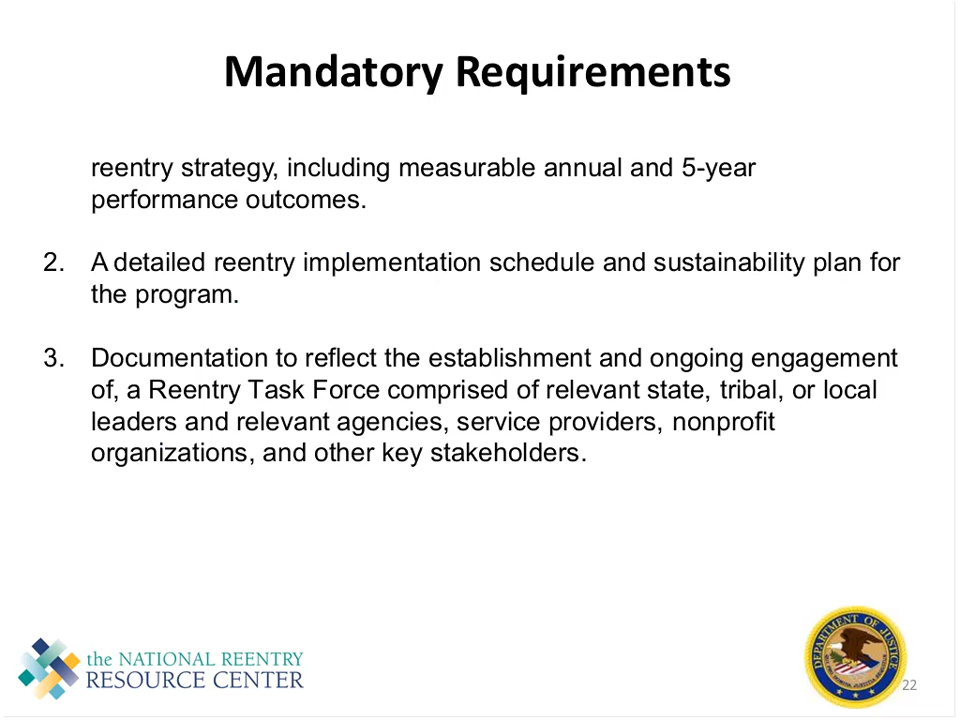 Mandatory Requirements
reentry strategy, including measurable annual and 5-year
performance outcomes.
2. A detailed reentry implementation schedule and sustainability plan for
the program.
3. Documentation to reflect the establishment and ongoing engagement
of, a Reentry Task Force comprised of relevant state, tribal, or local
leaders and relevant agencies, service providers, nonprofit
organizations, and other key stakeholders.
the NATIONAL REENTRY
RESOURCE CENTER
DEPARTMENT OF JUSTICE
22